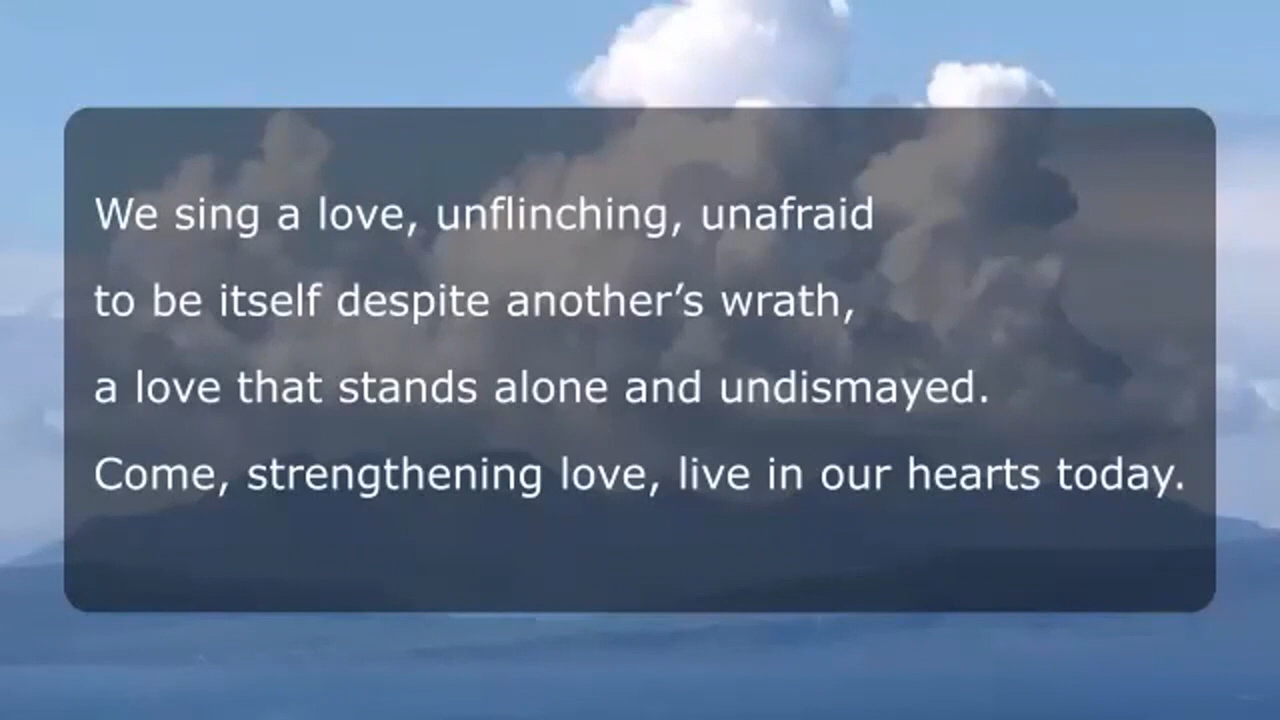 We sing a love, unflinching, unafraid
to be itself despite another’s wrath,
a love that stands alone and undismayed.
Come, strengthening love, live in our hearts today.